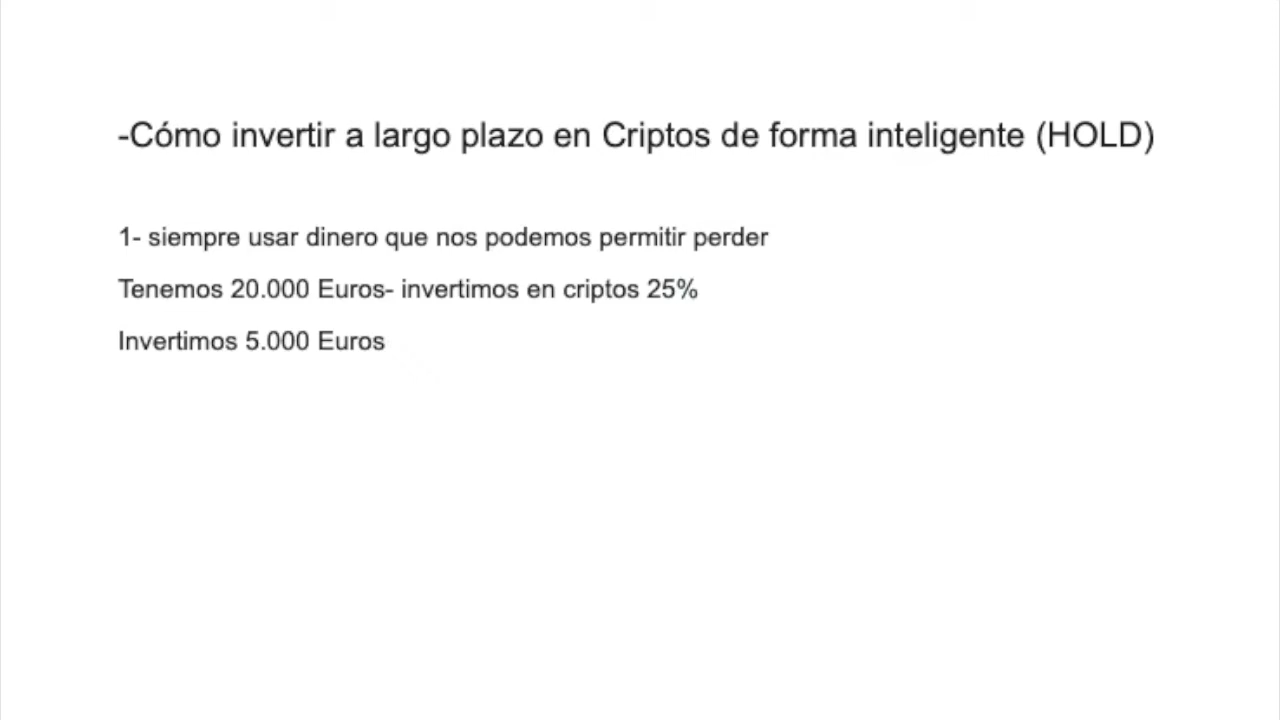 -Cómo invertir a largo plazo en Criptos de forma inteligente (HOLD)
1- siempre usar dinero que nos podemos permitir perder
Tenemos 20.000 Euros- invertimos en criptos 25%
Invertimos 5.000 Euros